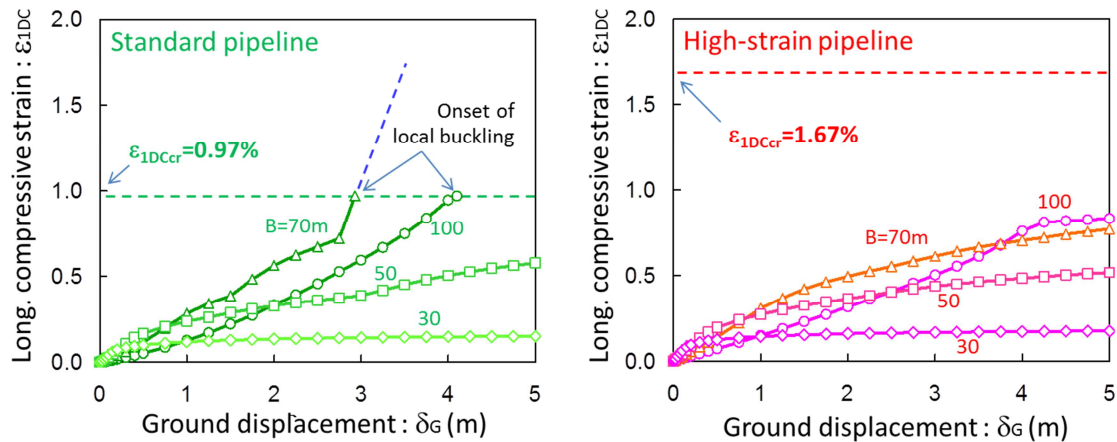 Standard pipeline
Long. compressive strain : ε1DC
2.0
1.5
1.0
0.5
0.0
ε1DCcr=0.97%
Onset of
local buckling
B=70m
100
50
30
0 1 2 3 4 5
Ground displacement : δG (m)
High-strain pipeline
Long. compressive strain : ε1DC
2.0
1.5
1.0
0.5
0.0
ε1DCcr=1.67%
100
B=70m
50
30
0 1 2 3 4 5
Ground displacement : δG (m)